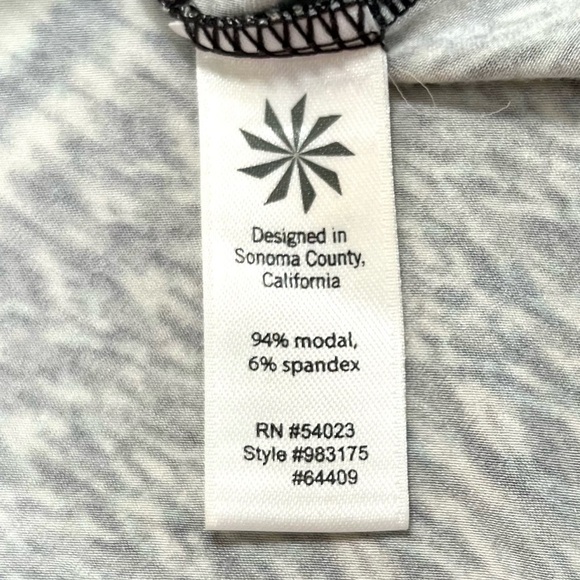 Designed in
Sonoma County,
California
94% modal,
6% spandex
RN #54023
Style #983175
#64409